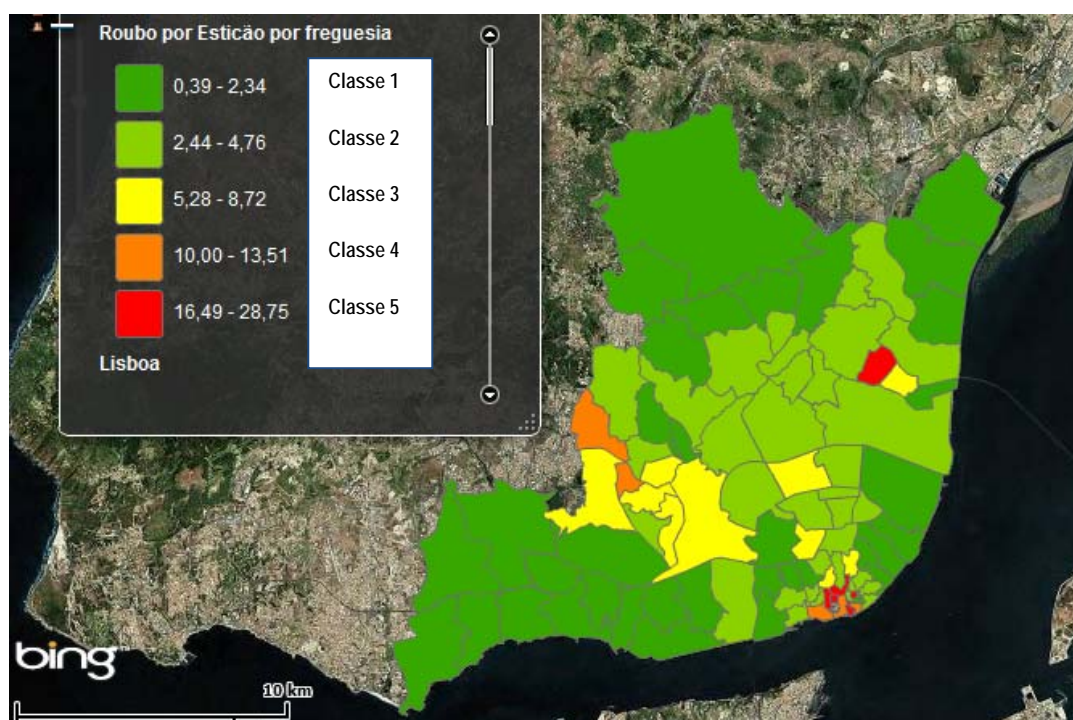 Roubo por Esticão por freguesia
0,39 - 2,34 Classe 1
2,44 - 4,76 Classe 2
5,28 - 8,72 Classe 3
10,00 - 13,51 Classe 4
16,49 - 28,75 Classe 5
Lisboa
bing
10 km